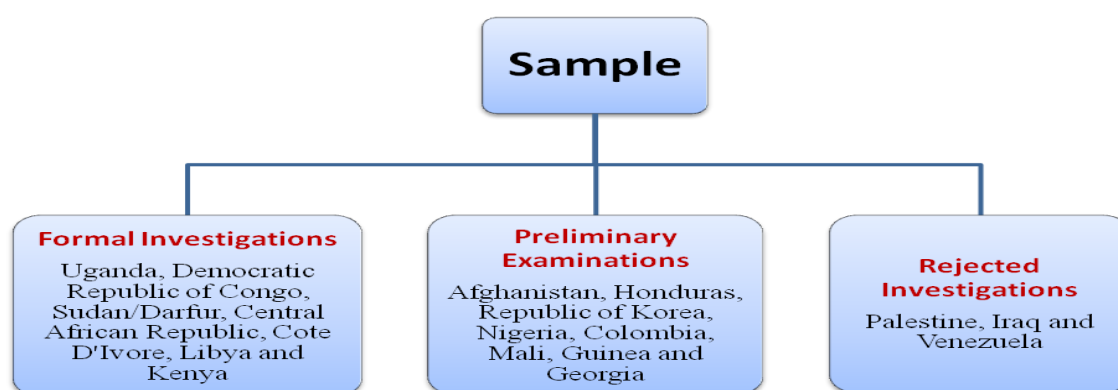 Sample
Formal Investigations
Uganda, Democratic
Republic of Congo,
Sudan/Darfur, Central
African Republic, Cote
D'Ivore, Libya and
Kenya
Preliminary
Examinations
Afghanistan, Honduras,
Republic of Korea,
Nigeria, Colombia,
Mali, Guinea and
Georgia
Rejected
Investigations
Palestine, Iraq and
Venezuela